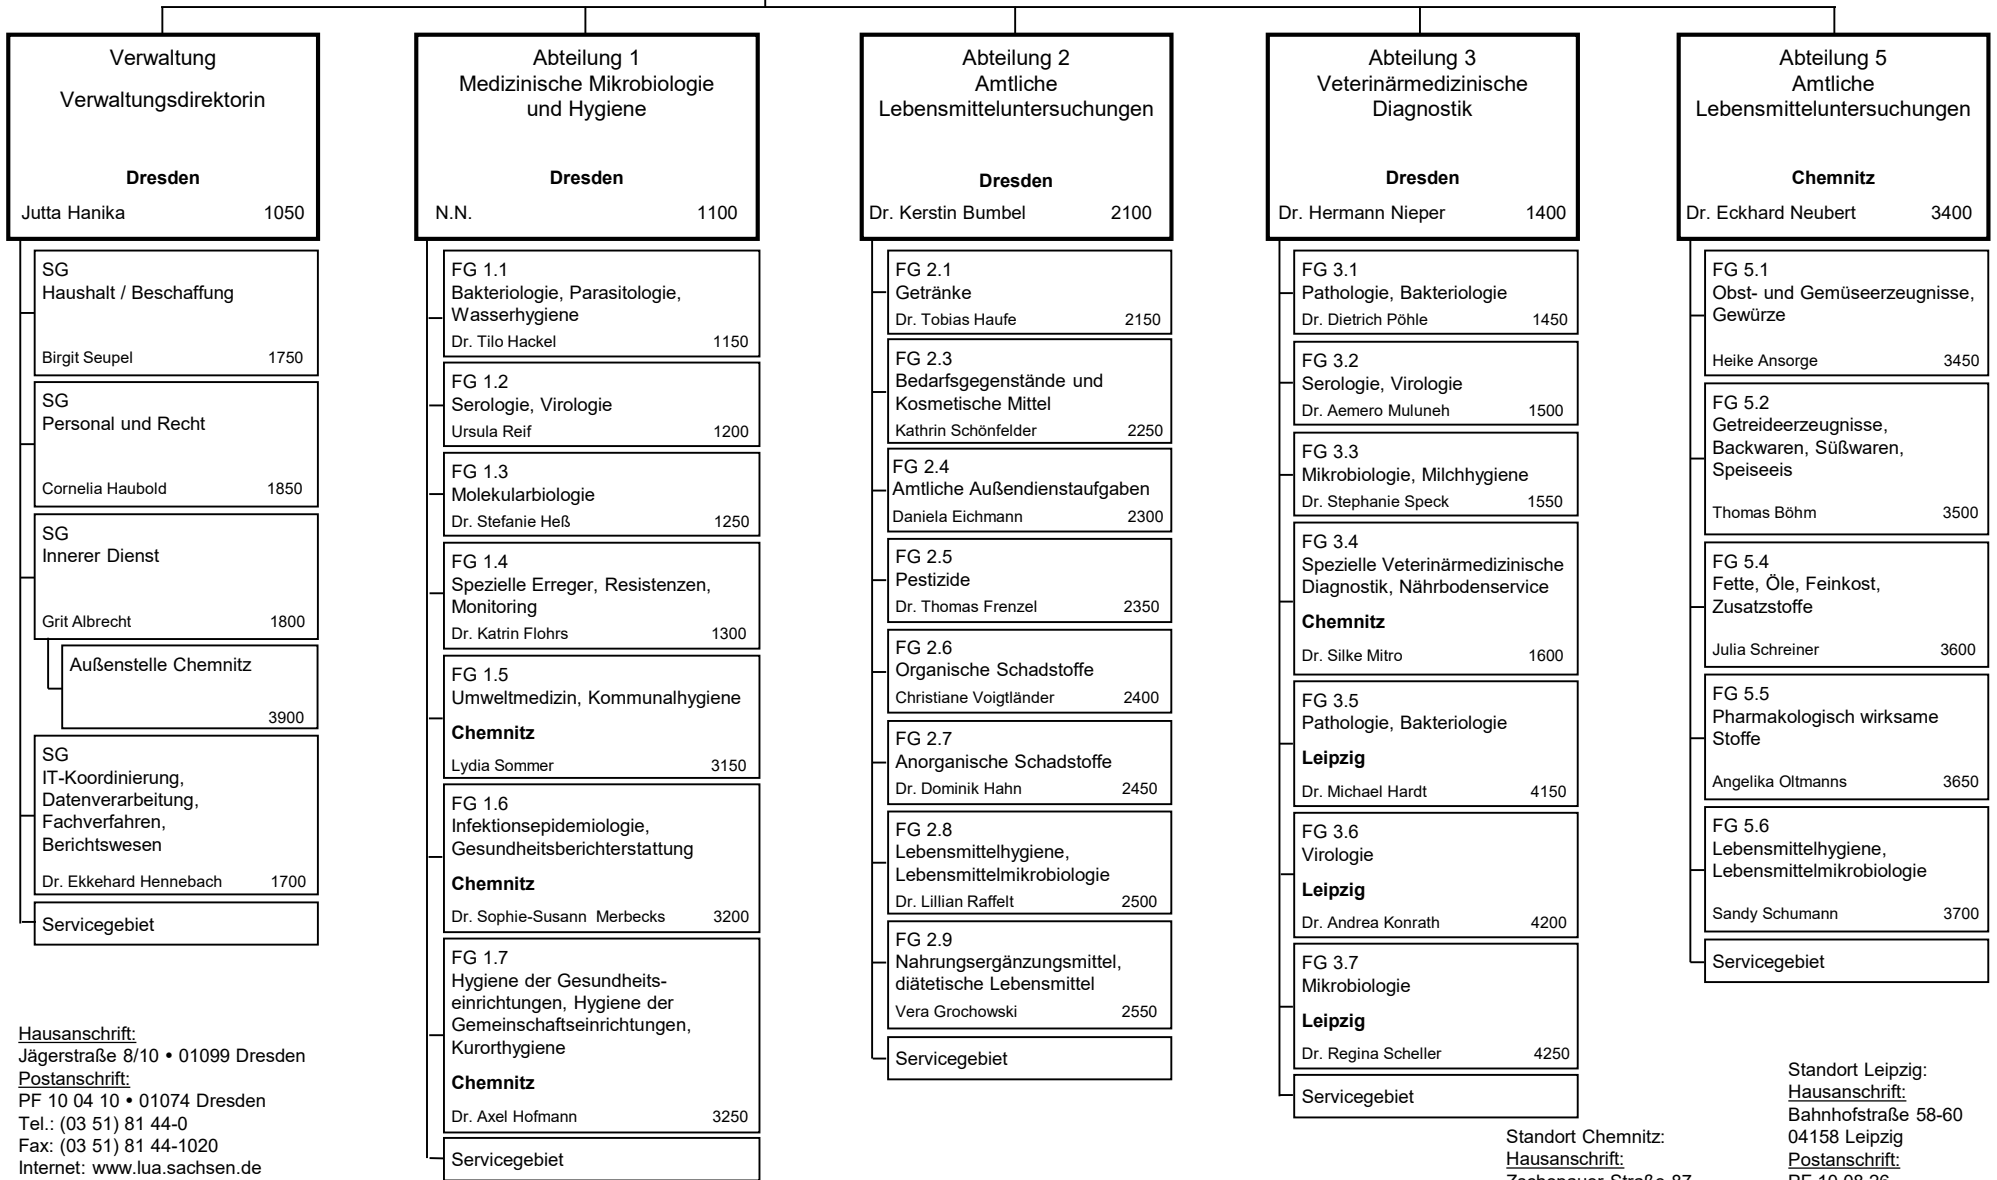 Verwaltung
Verwaltungsdirektorin
Dresden
Jutta Hanika 1050
SG
Haushalt / Beschaffung
Birgit Seupel 1750
SG
Personal und Recht
Cornelia Haubold 1850
SG
Innerer Dienst
Grit Albrecht 1800
Außenstelle Chemnitz
3900
SG
IT-Koordinierung,
Datenverarbeitung,
Fachverfahren,
Berichtswesen
Dr. Ekkehard Hennebach 1700
Servicegebiet
Hausanschrift:
Jägerstraße 8/10 • 01099 Dresden
Postanschrift:
PF 10 04 10 • 01074 Dresden
Tel.: (03 51) 81 44-0
Fax: (03 51) 81 44-1020
Internet: www.lua.sachsen.de
Abteilung 1
Medizinische Mikrobiologie
und Hygiene
Dresden
N.N. 1100
FG 1.1
Bakteriologie, Parasitologie,
Wasserhygiene
Dr. Tilo Hackel 1150
FG 1.2
Serologie, Virologie
Ursula Reif 1200
FG 1.3
Molekularbiologie
Dr. Stefanie Heß 1250
FG 1.4
Spezielle Erreger, Resistenzen,
Monitoring
Dr. Katrin Flohrs 1300
FG 1.5
Umweltmedizin, Kommunalhygiene
Chemnitz
Lydia Sommer 3150
FG 1.6
Infektionsepidemiologie,
Gesundheitsberichterstattung
Chemnitz
Dr. Sophie-Susann Merbecks 3200
FG 1.7
Hygiene der Gesundheits-
einrichtungen, Hygiene der
Gemeinschaftseinrichtungen,
Kurorthygiene
Chemnitz
Dr. Axel Hofmann 3250
Servicegebiet
Abteilung 2
Amtliche
Lebensmitteluntersuchungen
Dresden
Dr. Kerstin Bumbel 2100
FG 2.1
Getränke
Dr. Tobias Haufe 2150
FG 2.3
Bedarfsgegenstände und
Kosmetische Mittel
Kathrin Schönfelder 2250
FG 2.4
Amtliche Außendienstaufgaben
Daniela Eichmann 2300
FG 2.5
Pestizide
Dr. Thomas Frenzel 2350
FG 2.6
Organische Schadstoffe
Christiane Voigtländer 2400
FG 2.7
Anorganische Schadstoffe
Dr. Dominik Hahn 2450
FG 2.8
Lebensmittelhygiene,
Lebensmittelmikrobiologie
Dr. Lillian Raffelt 2500
FG 2.9
Nahrungsergänzungsmittel,
diätetische Lebensmittel
Vera Grochowski 2550
Servicegebiet
Abteilung 3
Veterinärmedizinische
Diagnostik
Dresden
Dr. Hermann Nieper 1400
FG 3.1
Pathologie, Bakteriologie
Dr. Dietrich Pöhle 1450
FG 3.2
Serologie, Virologie
Dr. Aemero Muluneh 1500
FG 3.3
Mikrobiologie, Milchhygiene
Dr. Stephanie Speck 1550
FG 3.4
Spezielle Veterinärmedizinische
Diagnostik, Nährbodenservice
Chemnitz
Dr. Silke Mitro 1600
FG 3.5
Pathologie, Bakteriologie
Leipzig
Dr. Michael Hardt 4150
FG 3.6
Virologie
Leipzig
Dr. Andrea Konrath 4200
FG 3.7
Mikrobiologie
Leipzig
Dr. Regina Scheller 4250
Servicegebiet
Abteilung 5
Amtliche
Lebensmitteluntersuchungen
Chemnitz
Dr. Eckhard Neubert 3400
FG 5.1
Obst- und Gemüseerzeugnisse,
Gewürze
Heike Ansorge 3450
FG 5.2
Getreideerzeugnisse,
Backwaren, Süßwaren,
Speiseeis
Thomas Böhm 3500
FG 5.4
Fette, Öle, Feinkost,
Zusatzstoffe
Julia Schreiner 3600
FG 5.5
Pharmakologisch wirksame
Stoffe
Angelika Oltmanns 3650
FG 5.6
Lebensmittelhygiene,
Lebensmittelmikrobiologie
Sandy Schumann 3700
Servicegebiet
Standort Chemnitz:
Hausanschrift:
Standort Leipzig:
Hausanschrift:
Bahnhofstraße 58-60
04158 Leipzig
Postanschrift: